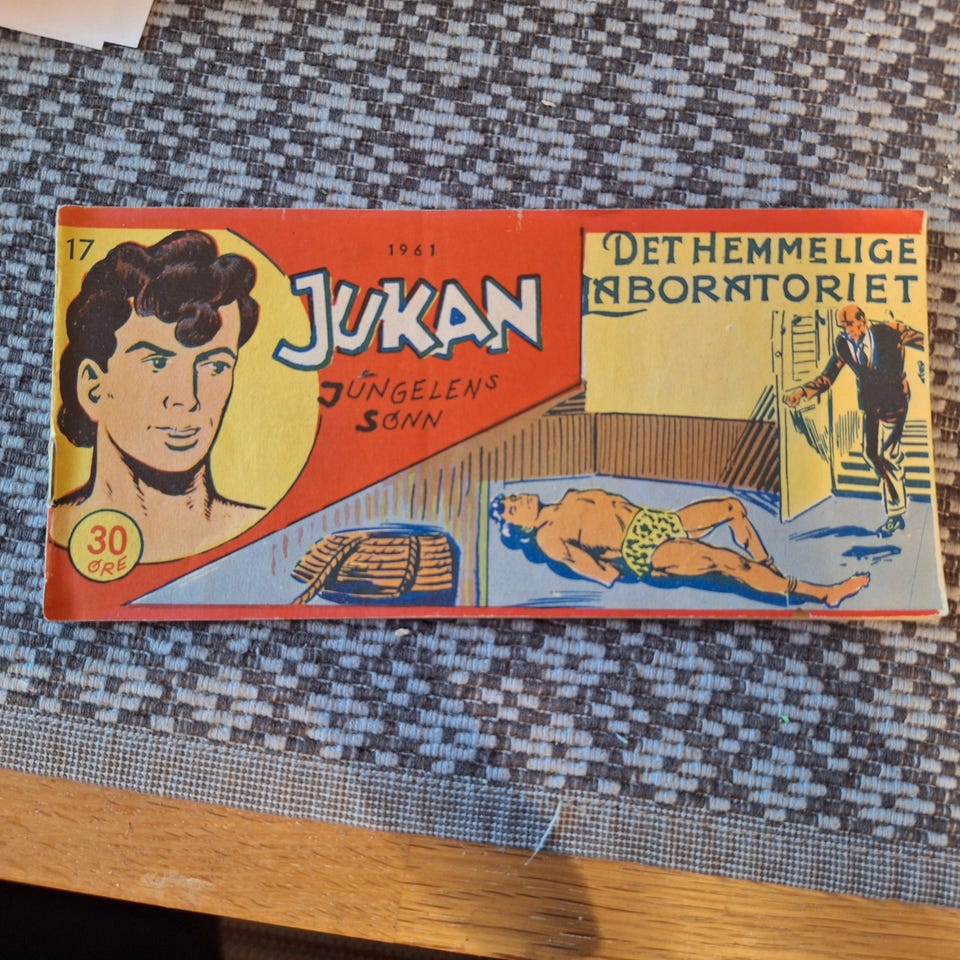 17
1961
JUKAN
JUNGELENS
SØNN
30
ØRE
DET HEMMELIGE
LABORATORIET